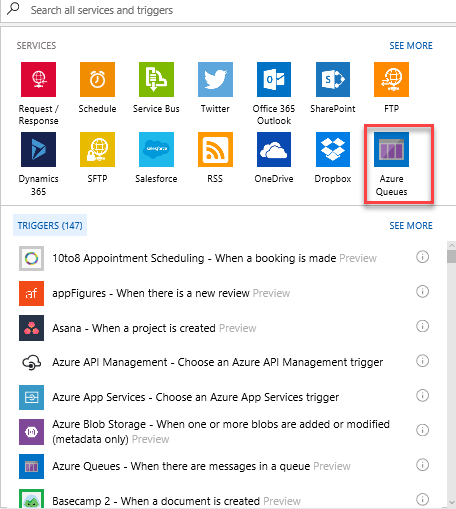 Search all services and triggers
SERVICES
SEE MORE
Request / Response
Schedule
Service Bus
Twitter
Office 365 Outlook
SharePoint
FTP
Dynamics 365
SFTP
Salesforce
RSS
OneDrive
Dropbox
Azure Queues
TRIGGERS (147)
SEE MORE
10to8 Appointment Scheduling - When a booking is made Preview
appFigures - When there is a new review Preview
Asana - When a project is created Preview
Azure API Management - Choose an Azure API Management trigger
Azure App Services - Choose an Azure App Services trigger
Azure Blob Storage - When one or more blobs are added or modified
(metadata only) Preview
Azure Queues - When there are messages in a queue Preview
Basecamp 2 - When a document is created Preview